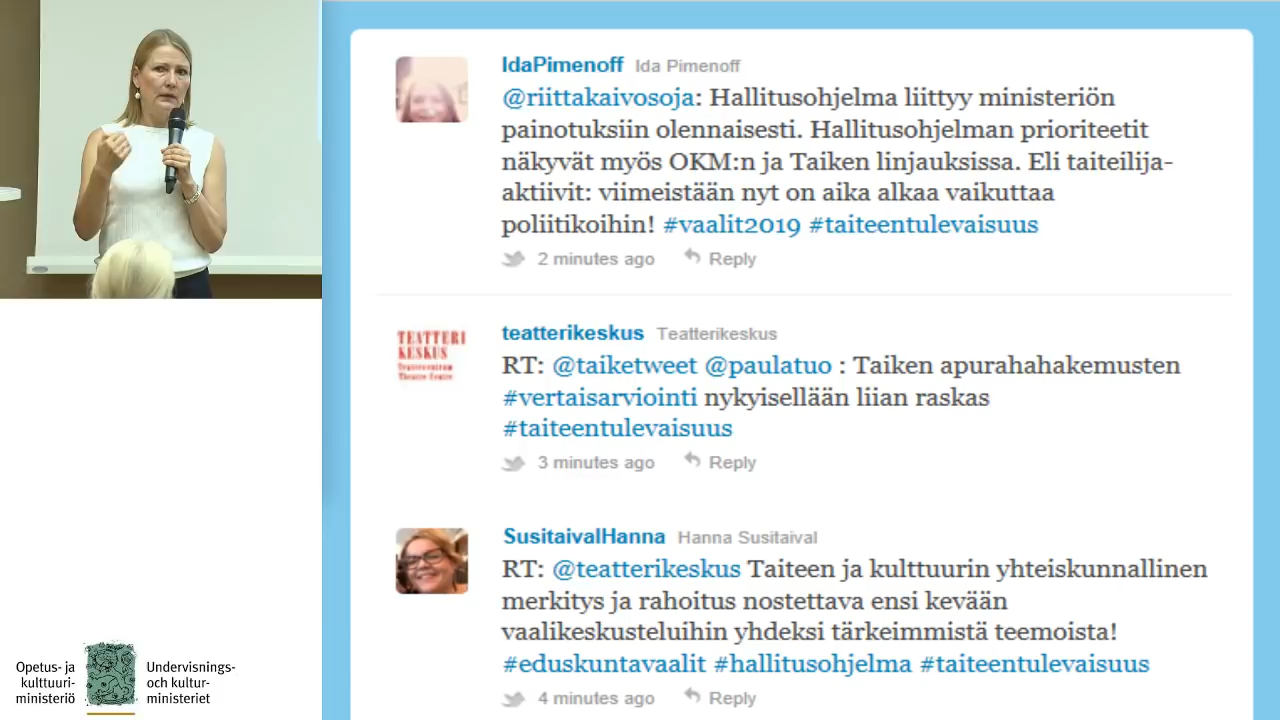 IdaPimenoff Ida Pimenoff
@riittakaivosoja: Hallitusohjelma liittyy ministeriön
painotuksiin olennaisesti. Hallitusohjelman prioriteetit
näkyvät myös OKM:n ja Taiken linjauksissa. Eli taiteilija-
aktiivit: viimeistään nyt on aika alkaa vaikuttaa
poliitikoihin! #vaalit2019 #taiteentulevaisuus
2 minutes ago Reply
TEATTERI
KESKUS
Teatercentrum
Theatre Centre
teatterikeskus Teatterikeskus
RT: @taiketweet @paulatuo : Taiken apurahahakemusten
#vertaisarviointi nykyisellään liian raskas
#taiteentulevaisuus
3 minutes ago Reply
SusitaivalHanna Hanna Susitaival
RT: @teatterikeskus Taiteen ja kulttuurin yhteiskunnallinen
merkitys ja rahoitus nostettava ensi kevään
vaalikeskusteluihin yhdeksi tärkeimmistä teemoista!
#eduskuntavaalit #hallitusohjelma #taiteentulevaisuus
4 minutes ago Reply
Opetus- ja
kulttuuri-
ministeriö
Undervisnings-
och kultur-
ministeriet